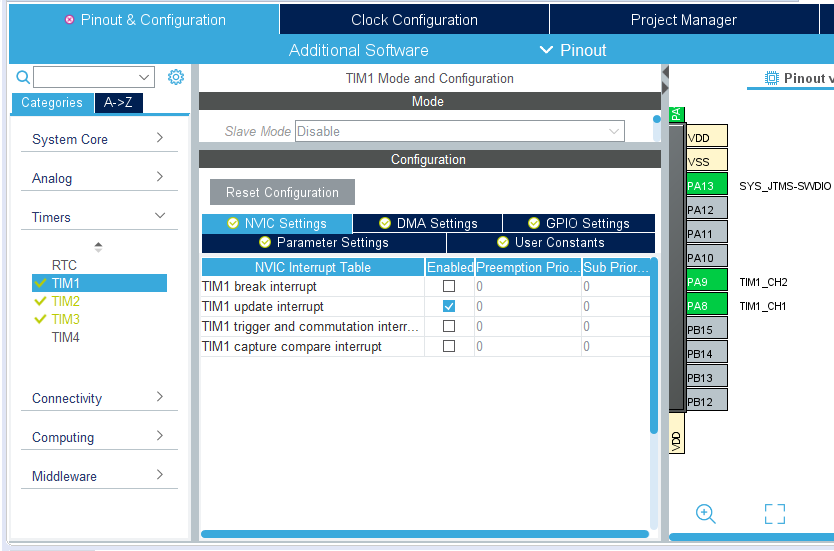 Pinout & Configuration
Clock Configuration
Project Manager
Additional Software
Pinout
Categories
A->Z
System Core
Analog
Timers
RTC
TIM1
TIM2
TIM3
TIM4
Connectivity
Computing
Middleware
TIM1 Mode and Configuration
Mode
Slave Mode Disable
Configuration
Reset Configuration
NVIC Settings
DMA Settings
GPIO Settings
Parameter Settings
User Constants
NVIC Interrupt Table Enabled Preemption Prio... Sub Prior...
TIM1 break interrupt 0 0
TIM1 update interrupt 0 0
TIM1 trigger and commutation interr... 0 0
TIM1 capture compare interrupt 0 0
Pinout v
PA
VDD
VSS
PA13 SYS_JTMS-SWDIO
PA12
PA11
PA10
PA9 TIM1_CH2
PA8 TIM1_CH1
PB15
PB14
PB13
PB12
VDD